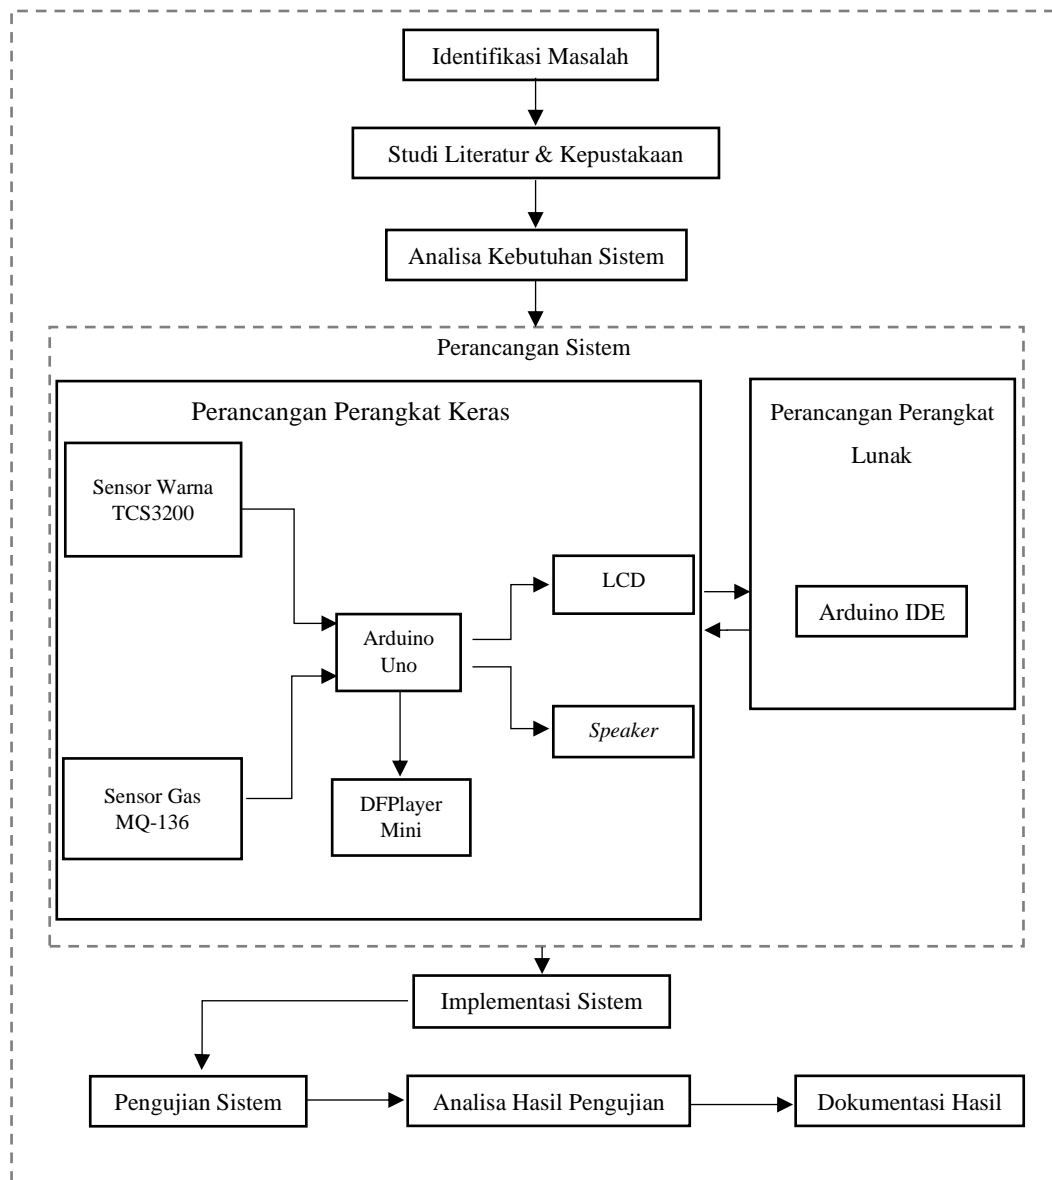 Identifikasi Masalah
Studi Literatur & Kepustakaan
Analisa Kebutuhan Sistem
Perancangan Sistem
Perancangan Perangkat Keras
Sensor Warna
TCS3200
Sensor Gas
MQ-136
Arduino
Uno
DFPlayer
Mini
LCD
Speaker
Perancangan Perangkat
Lunak
Arduino IDE
Implementasi Sistem
Pengujian Sistem
Analisa Hasil Pengujian
Dokumentasi Hasil